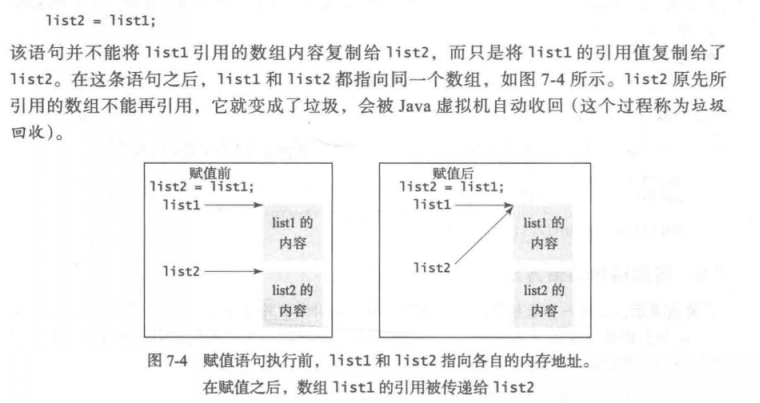 list2 = list1;
该语句并不能将 list1 引用的数组内容复制给 list2，而只是将 list1 的引用值复制给了
list2。在这条语句之后，list1 和 list2 都指向同一个数组，如图 7-4 所示。list2 原先所
引用的数组不能再引用，它就变成了垃圾，会被 Java 虚拟机自动收回（这个过程称为垃圾
回收）。
赋值前
list2 = list1;
list1
list1 的
内容
list2
list2 的
内容
赋值后
list2 = list1;
list1
list1 的
内容
list2
list2 的
内容
图 7-4 赋值语句执行前，list1 和 list2 指向各自的内存地址。
在赋值之后，数组 list1 的引用被传递给 list2